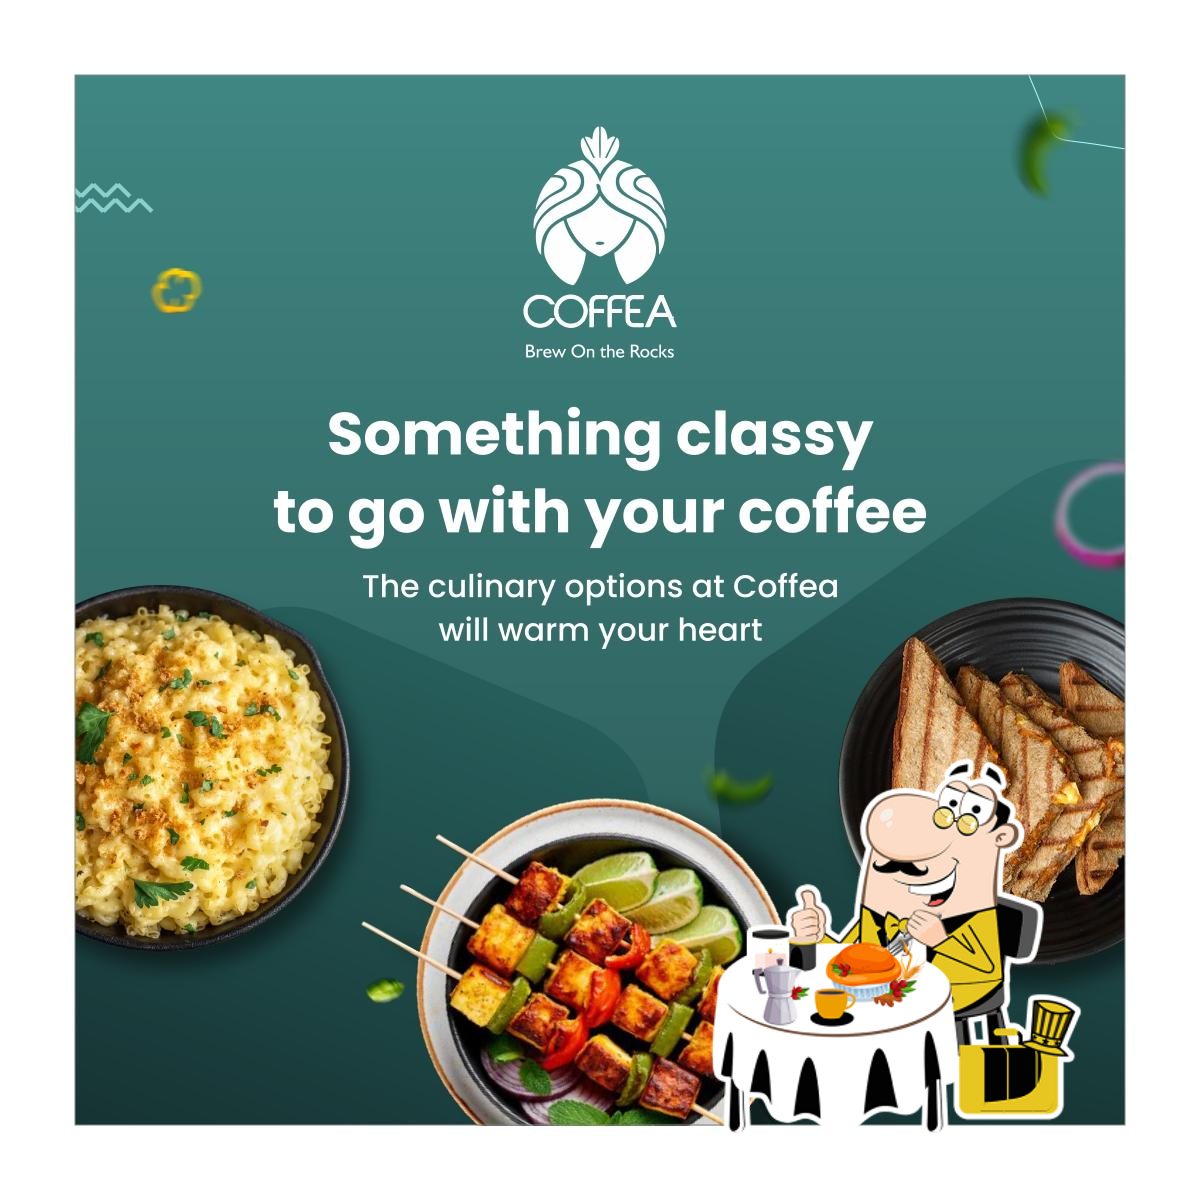 COFFEA
Brew On the Rocks
Something classy
to go with your coffee
The culinary options at Coffea
will warm your heart